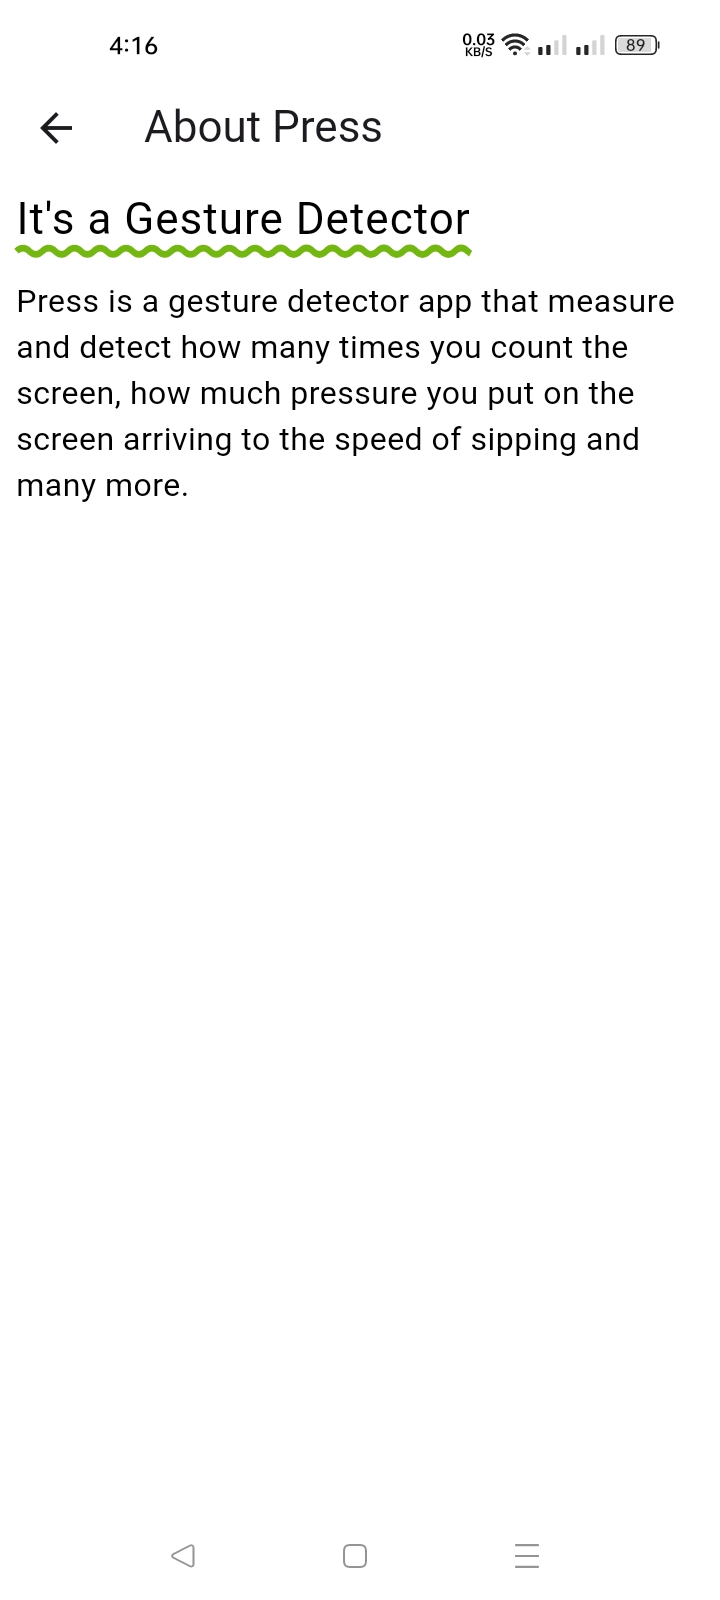 4:16
0.03
KB/S
89
About Press
It's a Gesture Detector
Press is a gesture detector app that measure
and detect how many times you count the
screen, how much pressure you put on the
screen arriving to the speed of sipping and
many more.